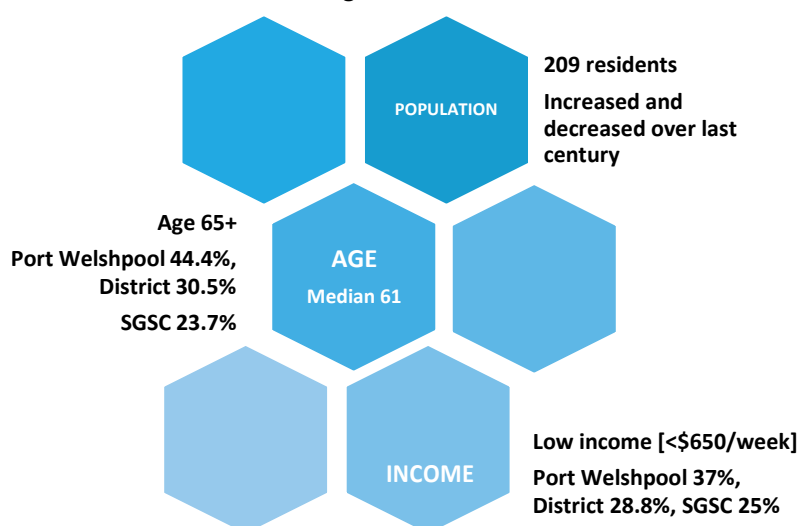 POPULATION
209 residents
Increased and
decreased over last
century
Age 65+
Port Welshpool 44.4%,
District 30.5%
SGSC 23.7%
AGE
Median 61
INCOME
Low income [<$650/week]
Port Welshpool 37%,
District 28.8%, SGSC 25%